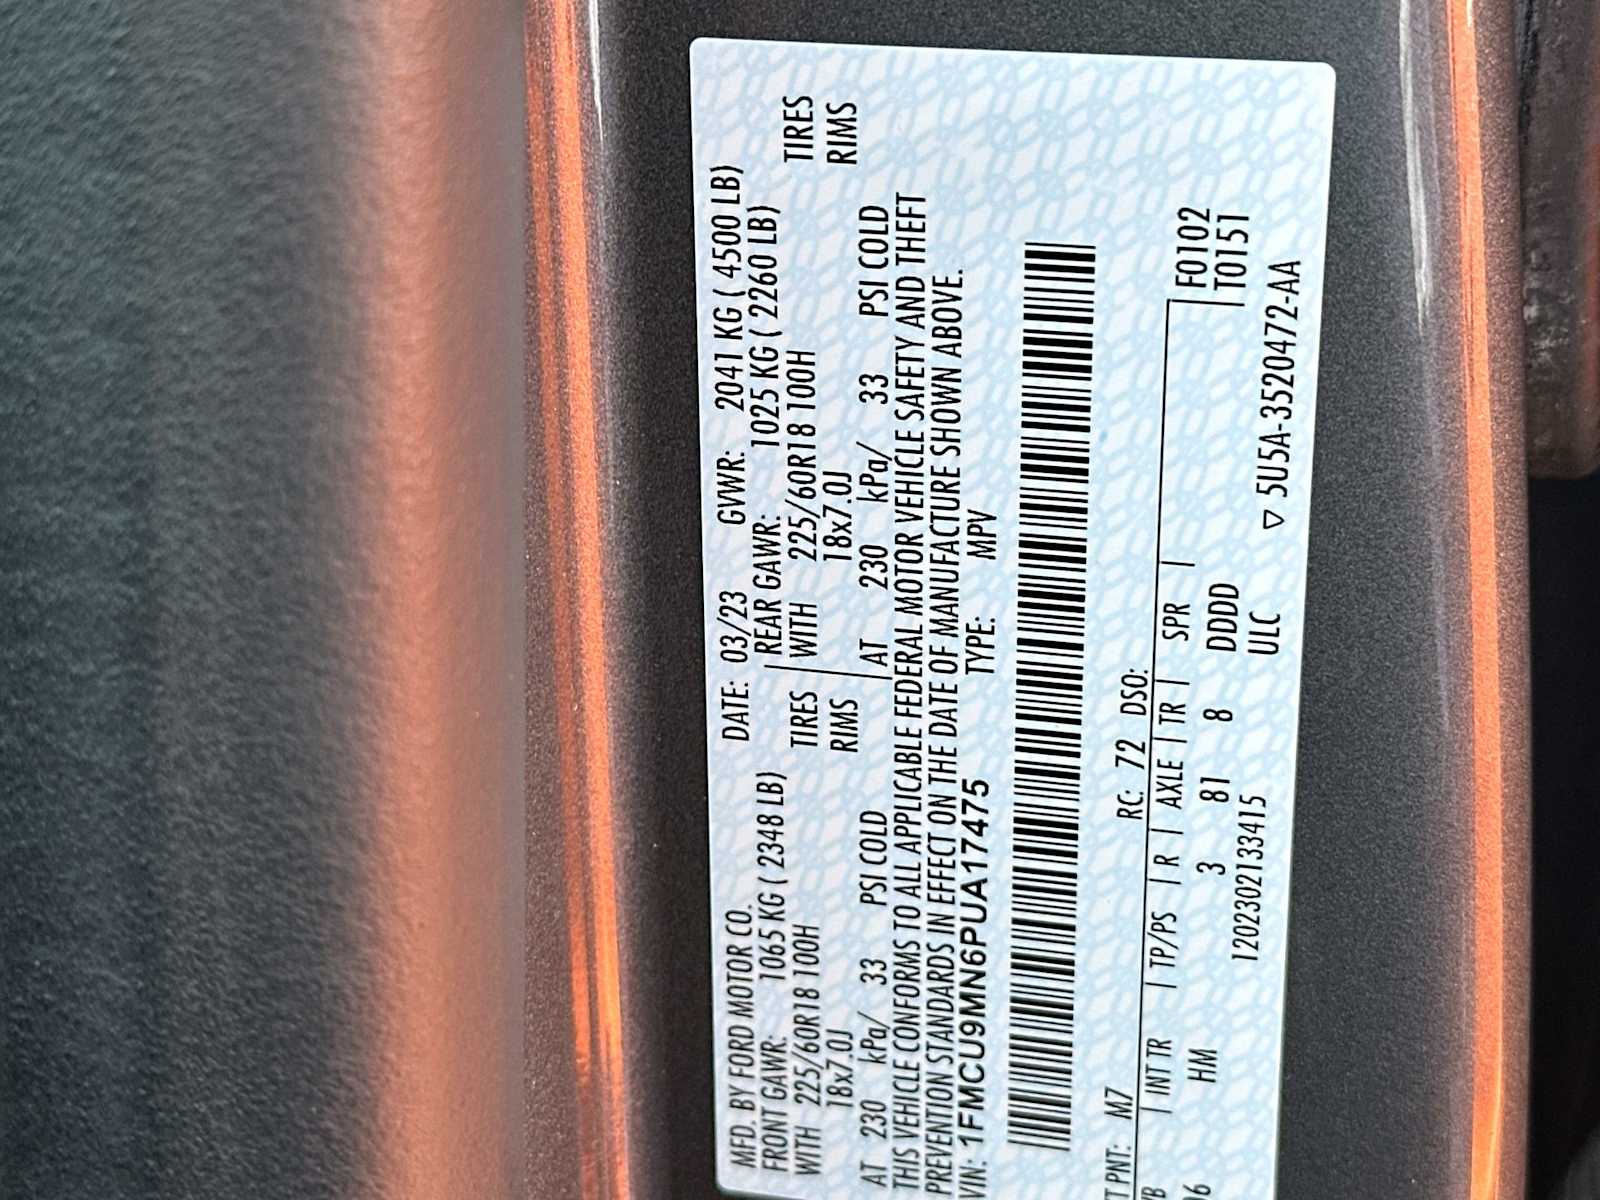 MFD. BY FORD MOTOR CO.
DATE: 03/23 GVWR: 2041 KG ( 4500 LB)
FRONT GAWR: 1065 KG ( 2348 LB) REAR GAWR: 1025 KG ( 2260 LB)
WITH 225/60R18 100H TIRES WITH 225/60R18 100H TIRES
18x7.0J RIMS 18x7.0J RIMS
AT 230 kPa/ 33 PSI COLD AT 230 kPa/ 33 PSI COLD
THIS VEHICLE CONFORMS TO ALL APPLICABLE FEDERAL MOTOR VEHICLE SAFETY AND THEFT
PREVENTION STANDARDS IN EFFECT ON THE DATE OF MANUFACTURE SHOWN ABOVE.
VIN: 1FMCU9MN6PUA17475 TYPE: MPV
T PNT: M7 RC: 72 DSO:
INT TR TP/PS R AXLE TR SPR F0102
HM 3 81 8 DDDD T0151
120230213341​5 ULC
▽ 5U5A-3520472-AA